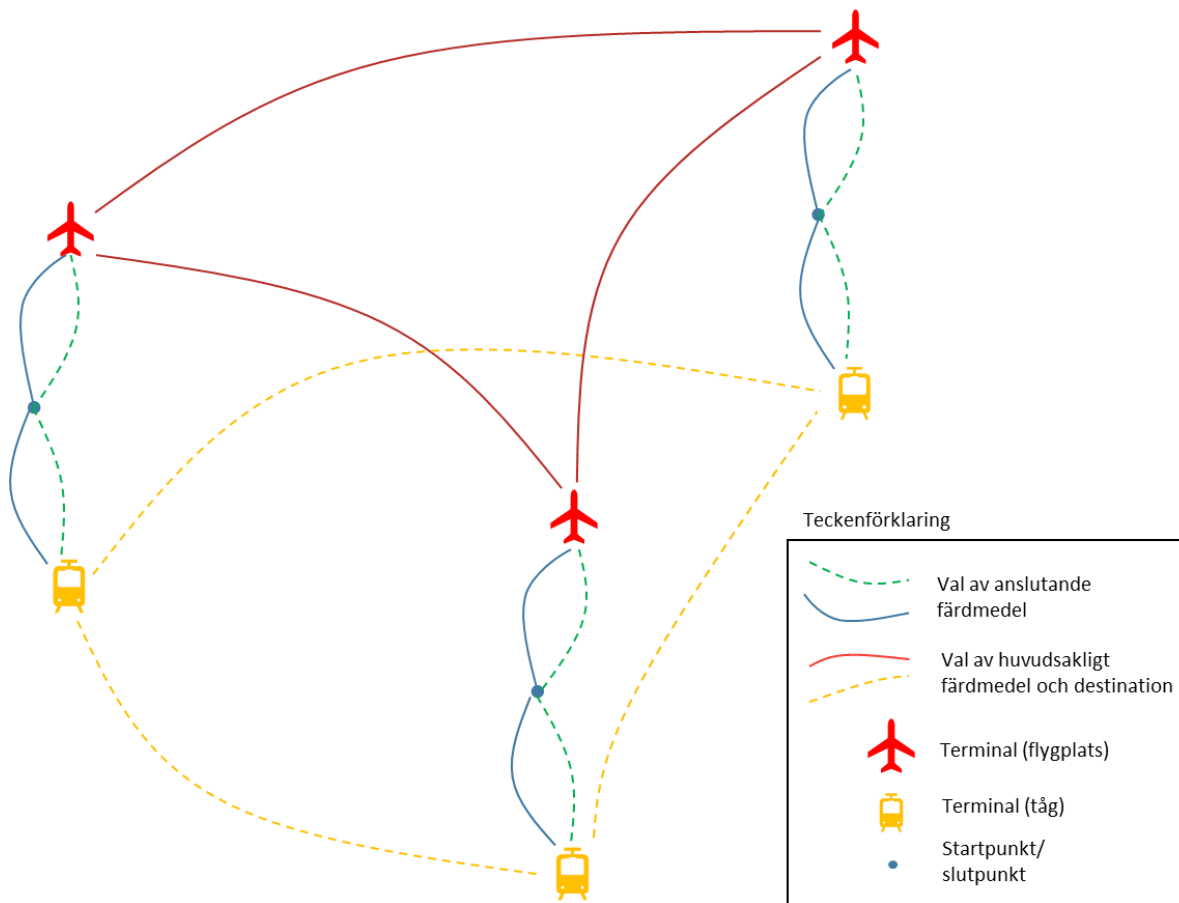 Teckenförklaring
Val av anslutande
färdmedel
Val av huvudsakligt
färdmedel och destination
Terminal (flygplats)
Terminal (tåg)
Startpunkt/
slutpunkt